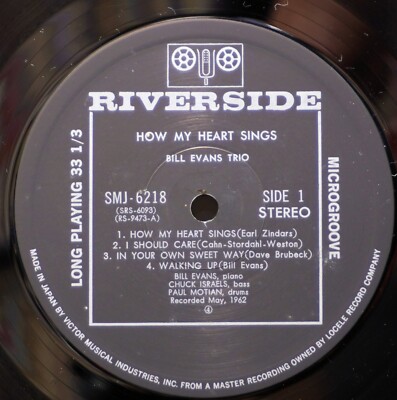 RIVERSIDE
HOW MY HEART SINGS
BILL EVANS TRIO
SMJ-6218
(SRS-6093)
(RS-9473-A)
SIDE 1
STEREO
1. HOW MY HEART SINGS(Earl Zindars)
2. I SHOULD CARE(Cahn-Stordahl-Weston)
3. IN YOUR OWN SWEET WAY(Dave Brubeck)
4. WALKING UP(Bill Evans)
BILL EVANS, piano
CHUCK ISRAELS, bass
PAUL MOTIAN, drums
Recorded May, 1962
4
LONG PLAYING 33 1/3
MICROGROOVE
MADE IN JAPAN BY VICTOR MUSICAL INDUSTRIES, INC. FROM A MASTER RECORDING OWNED BY LOCELE RECORD COMPANY